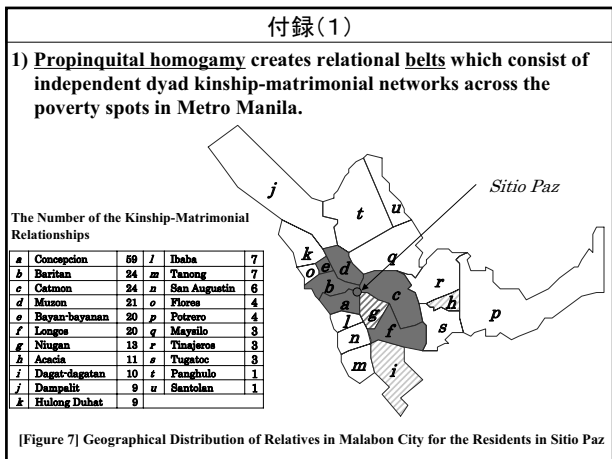 付録(1)
1) Propinquital homogamy creates relational belts which consist of
independent dyad kinship-matrimonial networks across the
poverty spots in Metro Manila.
j
t
u
Sitio Paz
The Number of the Kinship-Matrimonial
Relationships
k
o
e
d
q
b
a
c
r
h
g
l
f
s
p
n
m
i
a Concepcion 59 l Ibaba 7
b Baritan 24 m Tanong 7
c Catmon 24 n San Augustin 6
d Muzon 21 o Flores 4
e Bayan-bayanan 20 p Potrero 4
f Longos 20 q Maysilo 3
g Niugan 13 r Tinajeros 3
h Acacia 11 s Tugatoc 3
i Dagat-dagatan 10 t Panghulo 1
j Dampalit 9 u Santolan 1
k Hulong Duhat 9
[Figure 7] Geographical Distribution of Relatives in Malabon City for the Residents in Sitio Paz